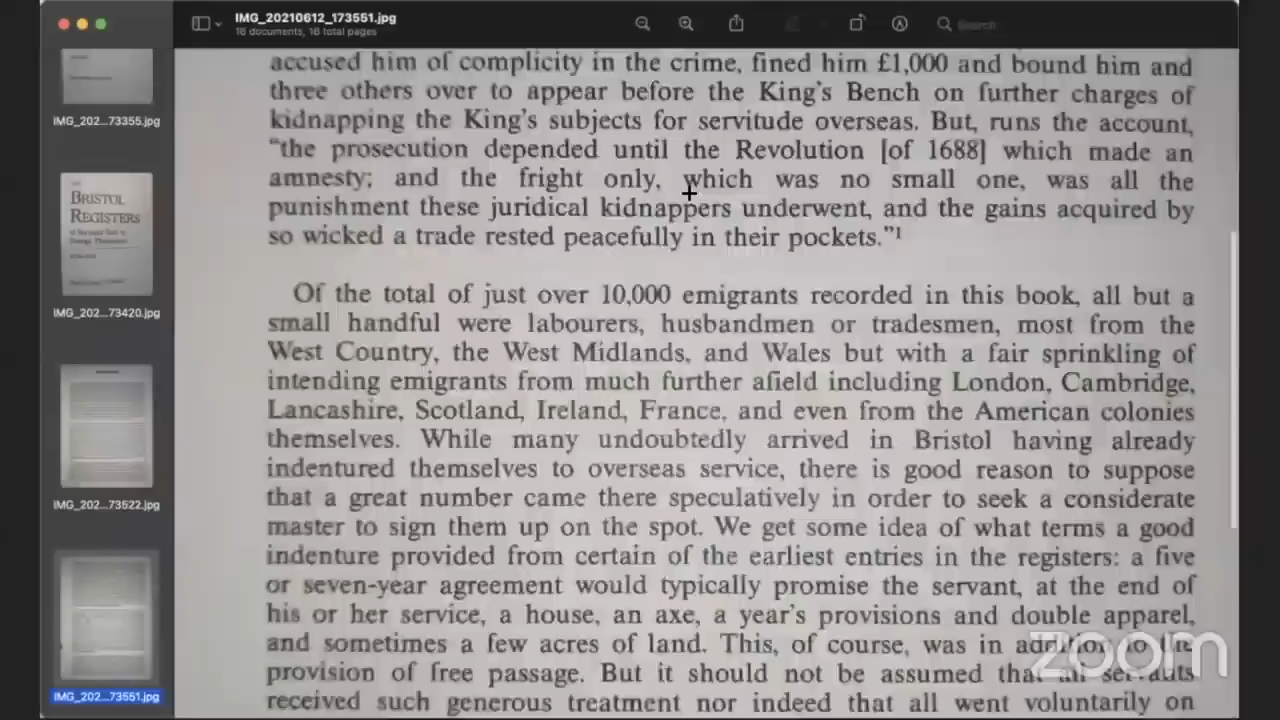 IMG_20210612_173551.jpg
18 documents, 18 total pages
Search
IMG_202...73355.jpg
BRISTOL
REGISTERS
IMG_202...73420.jpg
IMG_202...73522.jpg
IMG_202...73551.jpg
accused him of complicity in the crime, fined him £1,000 and bound him and
three others over to appear before the King's Bench on further charges of
kidnapping the King's subjects for servitude overseas. But, runs the account,
“the prosecution depended until the Revolution [of 1688] which made an
amnesty; and the fright only, which was no small one, was all the
punishment these juridical kidnappers underwent, and the gains acquired by
so wicked a trade rested peacefully in their pockets.”1
Of the total of just over 10,000 emigrants recorded in this book, all but a
small handful were labourers, husbandmen or tradesmen, most from the
West Country, the West Midlands, and Wales but with a fair sprinkling of
intending emigrants from much further afield including London, Cambridge,
Lancashire, Scotland, Ireland, France, and even from the American colonies
themselves. While many undoubtedly arrived in Bristol having already
indentured themselves to overseas service, there is good reason to suppose
that a great number came there speculatively in order to seek a considerate
master to sign them up on the spot. We get some idea of what terms a good
indenture provided from certain of the earliest entries in the registers: a five
or seven-year agreement would typically promise the servant, at the end of
his or her service, a house, an axe, a year's provisions and double apparel,
and sometimes a few acres of land. This, of course, was in addition to the
provision of free passage. But it should not be assumed that all servants
received such generous treatment nor indeed that all went voluntarily on
zoom